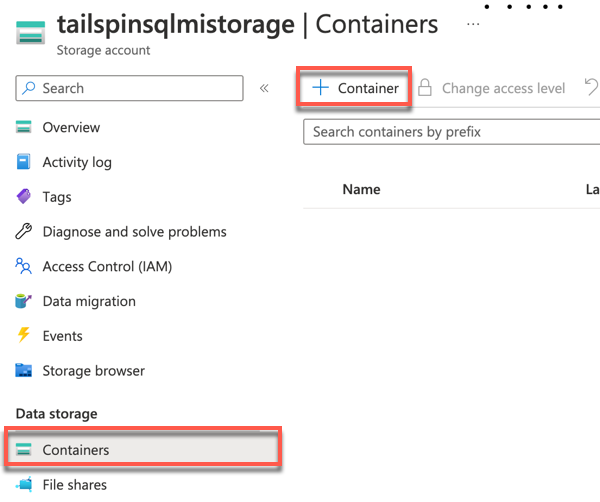 tailspinsqlmistorage | Containers ...
Storage account
Search «
+ Container Change access level
Search containers by prefix
Name La
Overview
Activity log
Tags
Diagnose and solve problems
Access Control (IAM)
Data migration
Events
Storage browser
Data storage
Containers
File shares